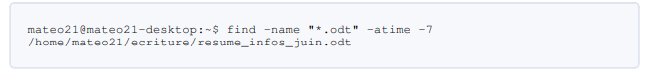 mateo21@mateo21-desktop:~$ find -name "*.odt" -atime -7
/home/mateo21/ecriture/resume_infos_juin.odt